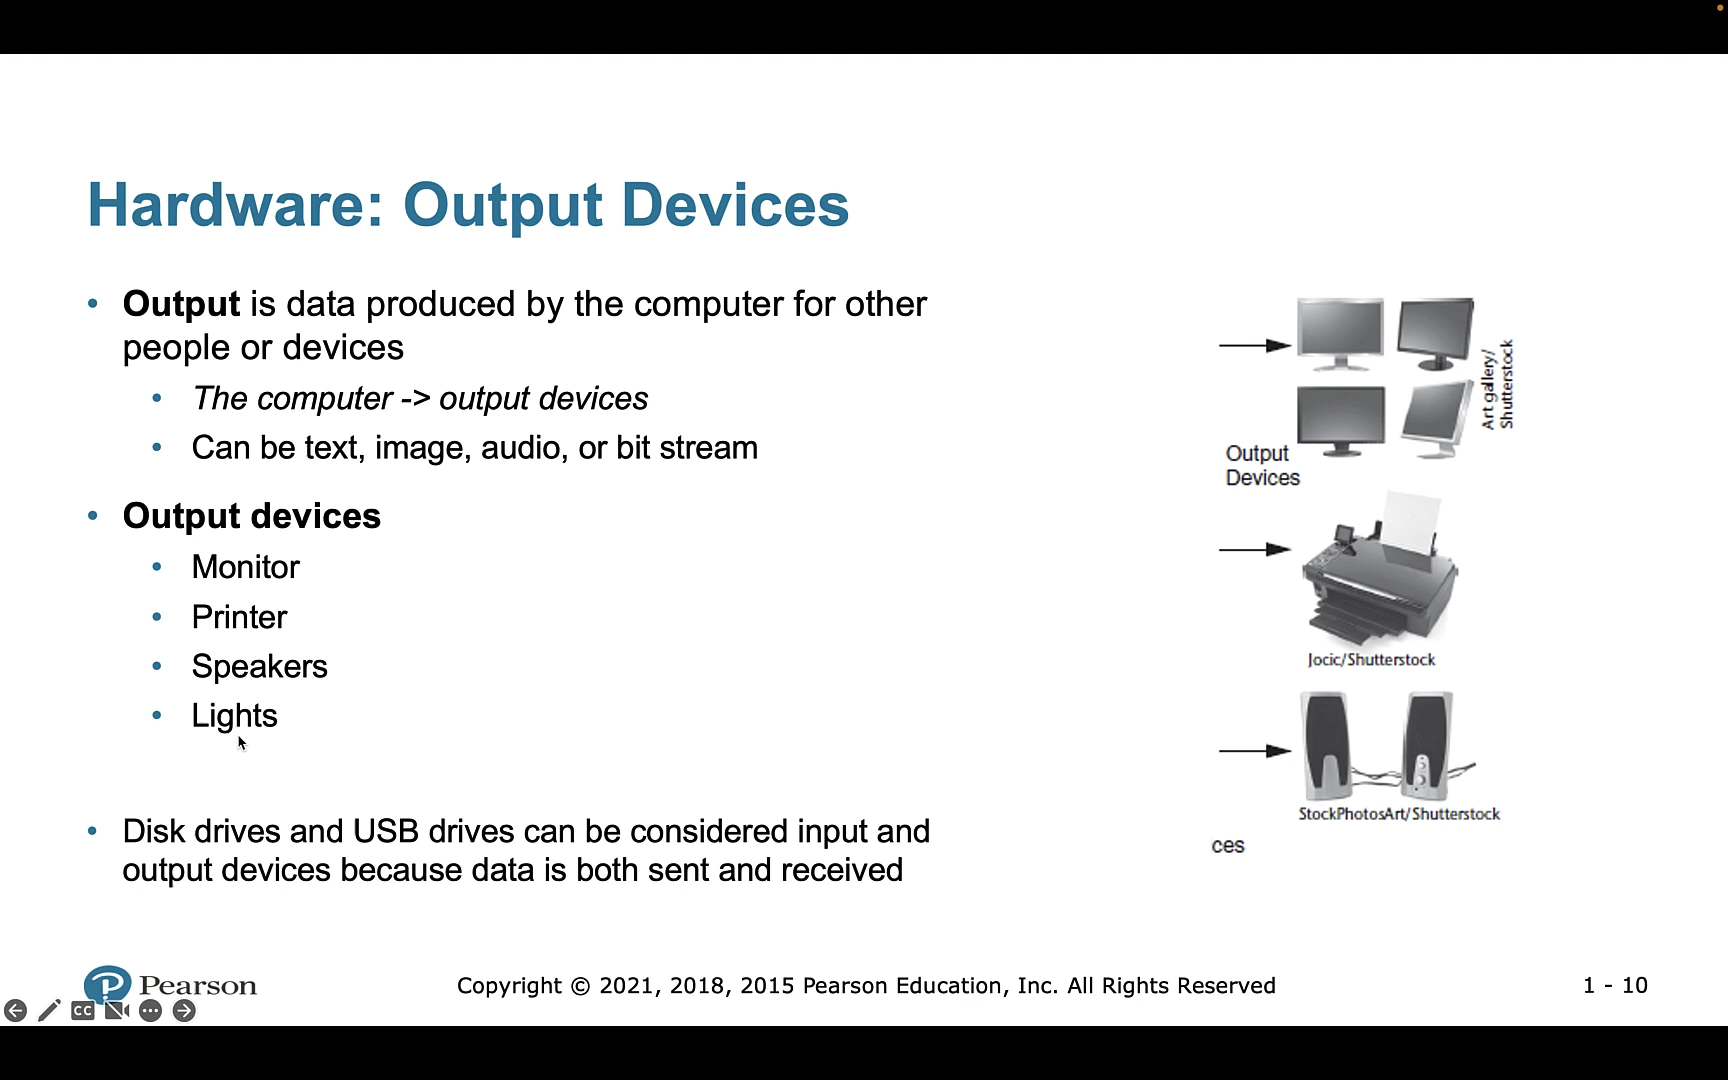 Hardware: Output Devices
• Output is data produced by the computer for other
people or devices
• The computer -> output devices
• Can be text, image, audio, or bit stream
• Output devices
• Monitor
• Printer
• Speakers
• Lights
• Disk drives and USB drives can be considered input and
output devices because data is both sent and received
Art gallery/
Shutterstock
Output
Devices
Jocic/Shutterstock
StockPhotosArt/Shutterstock
ces
P Pearson
Copyright © 2021, 2018, 2015 Pearson Education, Inc. All Rights Reserved
1 - 10
CC